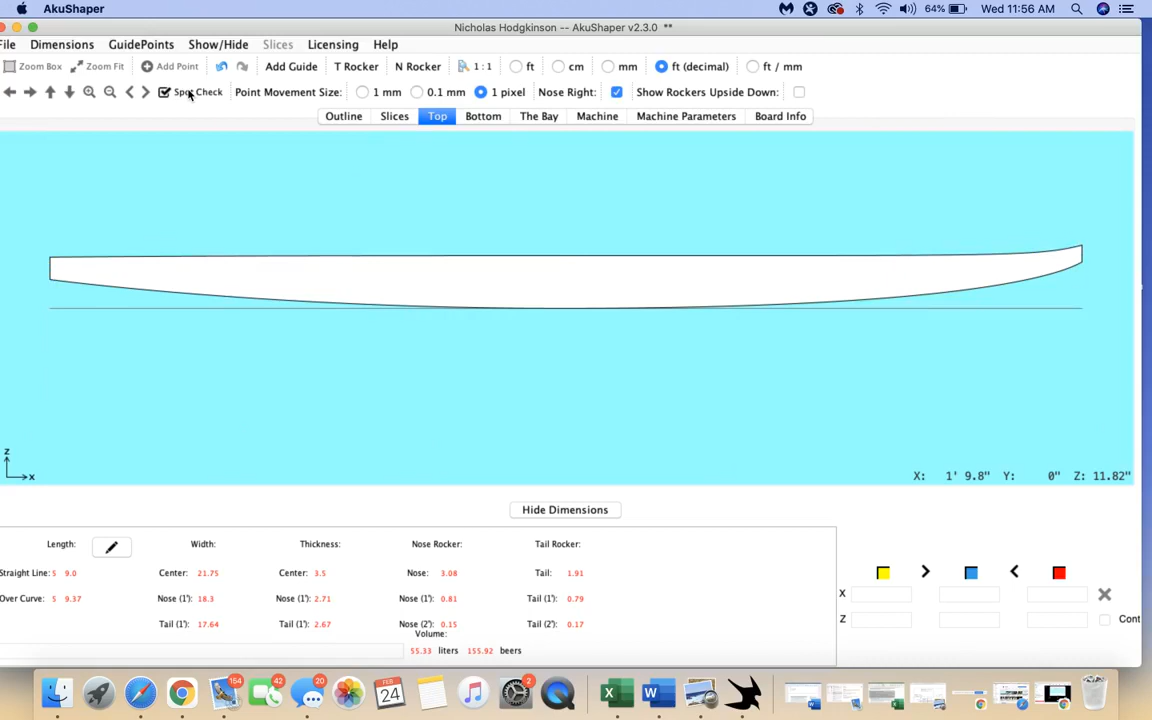 AkuShaper 64% Wed 11:56 AM
Nicholas Hodgkinson -- AkuShaper v2.3.0 **
File Dimensions GuidePoints Show/Hide Slices Licensing Help
Zoom Box Zoom Fit Add Point Add Guide T Rocker N Rocker 1:1 ft cm mm ft (decimal) ft / mm
Spot Check Point Movement Size: 1 mm 0.1 mm 1 pixel Nose Right: Show Rockers Upside Down:
Outline Slices Top Bottom The Bay Machine Machine Parameters Board Info
z
x
X: 1' 9.8" Y: 0" Z: 11.82"
Hide Dimensions
Length: Width: Thickness: Nose Rocker: Tail Rocker:
Straight Line: 5 9.0 Center: 21.75 Center: 3.5 Nose: 3.08 Tail: 1.91
Over Curve: 5 9.37 Nose (1'): 18.3 Nose (1'): 2.71 Nose (1'): 0.81 Tail (1'): 0.79
Tail (1'): 17.64 Tail (1'): 2.67 Nose (2'): 0.15 Tail (2'): 0.17
Volume:
55.33 liters 155.92 beers
X
Z Cont
154 42 20 FEB 24 2